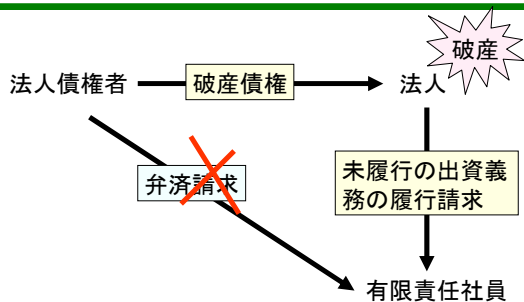 破産
法人債権者
破産債権
法人
弁済請求
未履行の出資義
務の履行請求
有限責任社員